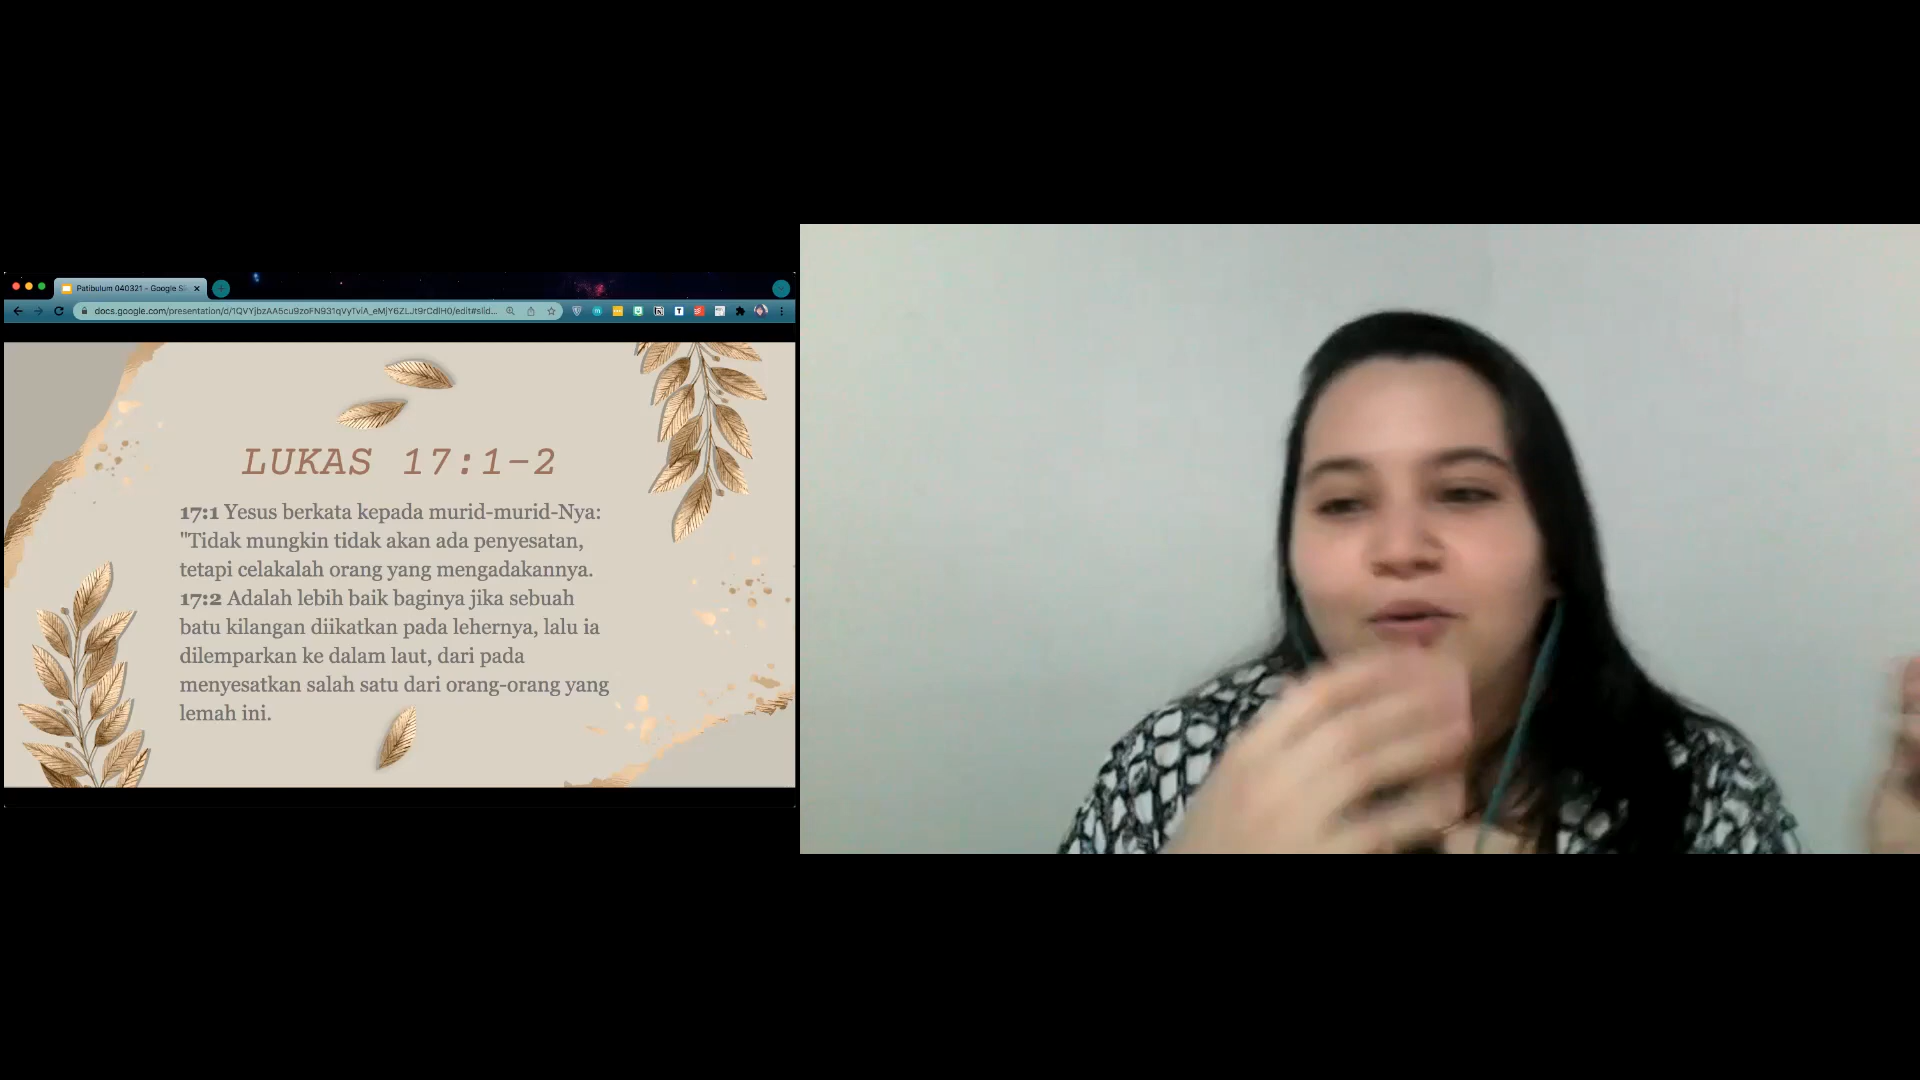 Patibulum 040321 - Google Sl
docs.google.com/presentation/d/
LUKAS 17:1-2
17:1 Yesus berkata kepada murid-murid-Nya:
"Tidak mungkin tidak akan ada penyesatan,
tetapi celakalah orang yang mengadakannya.
17:2 Adalah lebih baik baginya jika sebuah
batu kilangan diikatkan pada lehernya, lalu ia
dilemparkan ke dalam laut, dari pada
menyesatkan salah satu dari orang-orang yang
lemah ini.